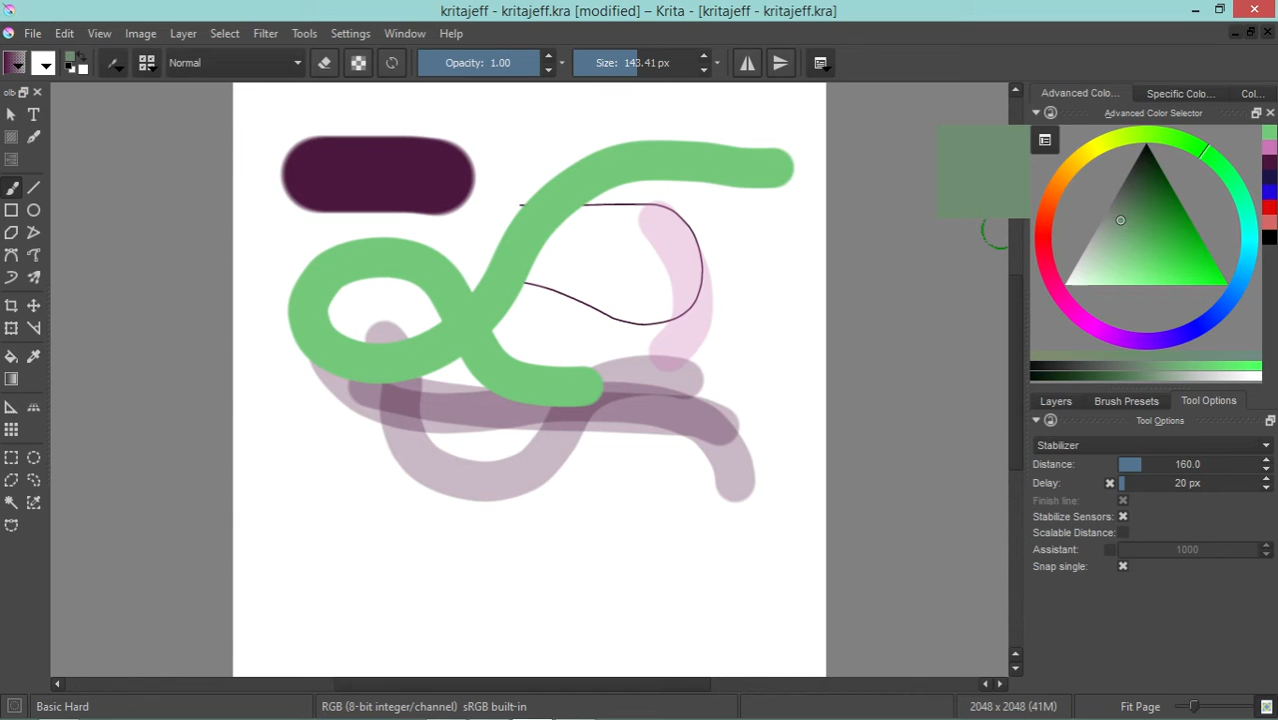 kritajeff - kritajeff.kra [modified] – Krita - [kritajeff - kritajeff.kra]
File Edit View Image Layer Select Filter Tools Settings Window Help
Normal Opacity: 1.00 Size: 143.41 px
olb
Advanced Colo... Specific Colo... Col...
Advanced Color Selector
Layers Brush Presets Tool Options
Tool Options
Stabilizer
Distance: 160.0
Delay: 20 px
Finish line:
Stabilize Sensors:
Scalable Distance:
Assistant: 1000
Snap single:
Basic Hard RGB (8-bit integer/channel) sRGB built-in 2048 x 2048 (41M) Fit Page